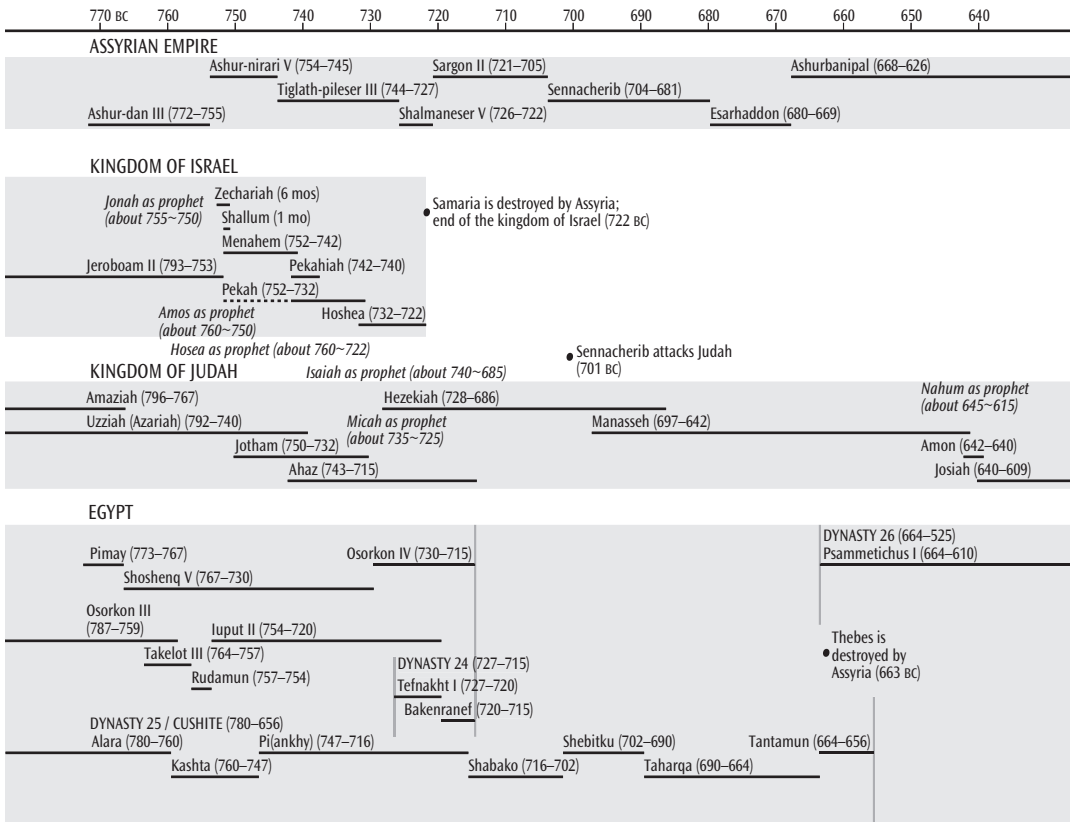 770 BC 760 750 740 730 720 710 700 690 680 670 660 650 640
ASSYRIAN EMPIRE
Ashur-nirari V (754–745)
Sargon II (721–705)
Ashurbanipal (668–626)
Tiglath-pileser III (744–727)
Sennacherib (704–681)
Ashur-dan III (772–755)
Shalmaneser V (726–722)
Esarhaddon (680–669)
KINGDOM OF ISRAEL
Jonah as prophet
(about 755~750)
Zechariah (6 mos)
Shallum (1 mo)
Menahem (752–742)
Samaria is destroyed by Assyria;
end of the kingdom of Israel (722 BC)
Jeroboam II (793–753)
Pekahiah (742–740)
Pekah (752–732)
Amos as prophet
(about 760~750)
Hoshea (732–722)
Hosea as prophet (about 760~722)
Sennacherib attacks Judah
(701 BC)
KINGDOM OF JUDAH
Isaiah as prophet (about 740~685)
Amaziah (796–767)
Hezekiah (728–686)
Nahum as prophet
(about 645~615)
Uzziah (Azariah) (792–740)
Micah as prophet
(about 735~725)
Manasseh (697–642)
Jotham (750–732)
Amon (642–640)
Ahaz (743–715)
Josiah (640–609)
EGYPT
DYNASTY 26 (664–525)
Pimay (773–767)
Osorkon IV (730–715)
Psammetichus I (664–610)
Shoshenq V (767–730)
Osorkon III
(787–759)
Iuput II (754–720)
Takelot III (764–757)
Rudamun (757–754)
DYNASTY 24 (727–715)
Tefnakht I (727–720)
Bakenranef (720–715)
Thebes is
destroyed by
Assyria (663 BC)
DYNASTY 25 / CUSHITE (780–656)
Alara (780–760)
Pi(ankhy) (747–716)
Shebitku (702–690)
Tantamun (664–656)
Kashta (760–747)
Shabako (716–702)
Taharqa (690–664)